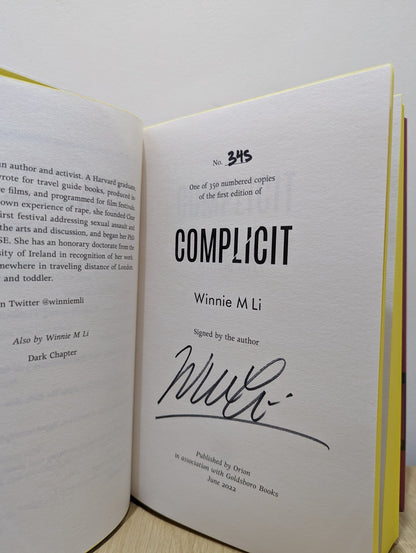 an author and activist. A Harvard graduate,
wrote for travel guide books, produced
films, and programmed for film festivals.
own experience of rape, she founded Clear
first festival addressing sexual assault and
the arts and discussion, and began her PhD
SE. She has an honorary doctorate from the
University of Ireland in recognition of her work.
somewhere in traveling distance of London,
and toddler.
on Twitter @winniemli
Also by Winnie M Li
Dark Chapter
No. 345
One of 350 numbered copies
of the first edition of
COMPLICIT
Winnie M Li
Signed by the author
Published by Orion
in association with Goldsboro Books
June 2022